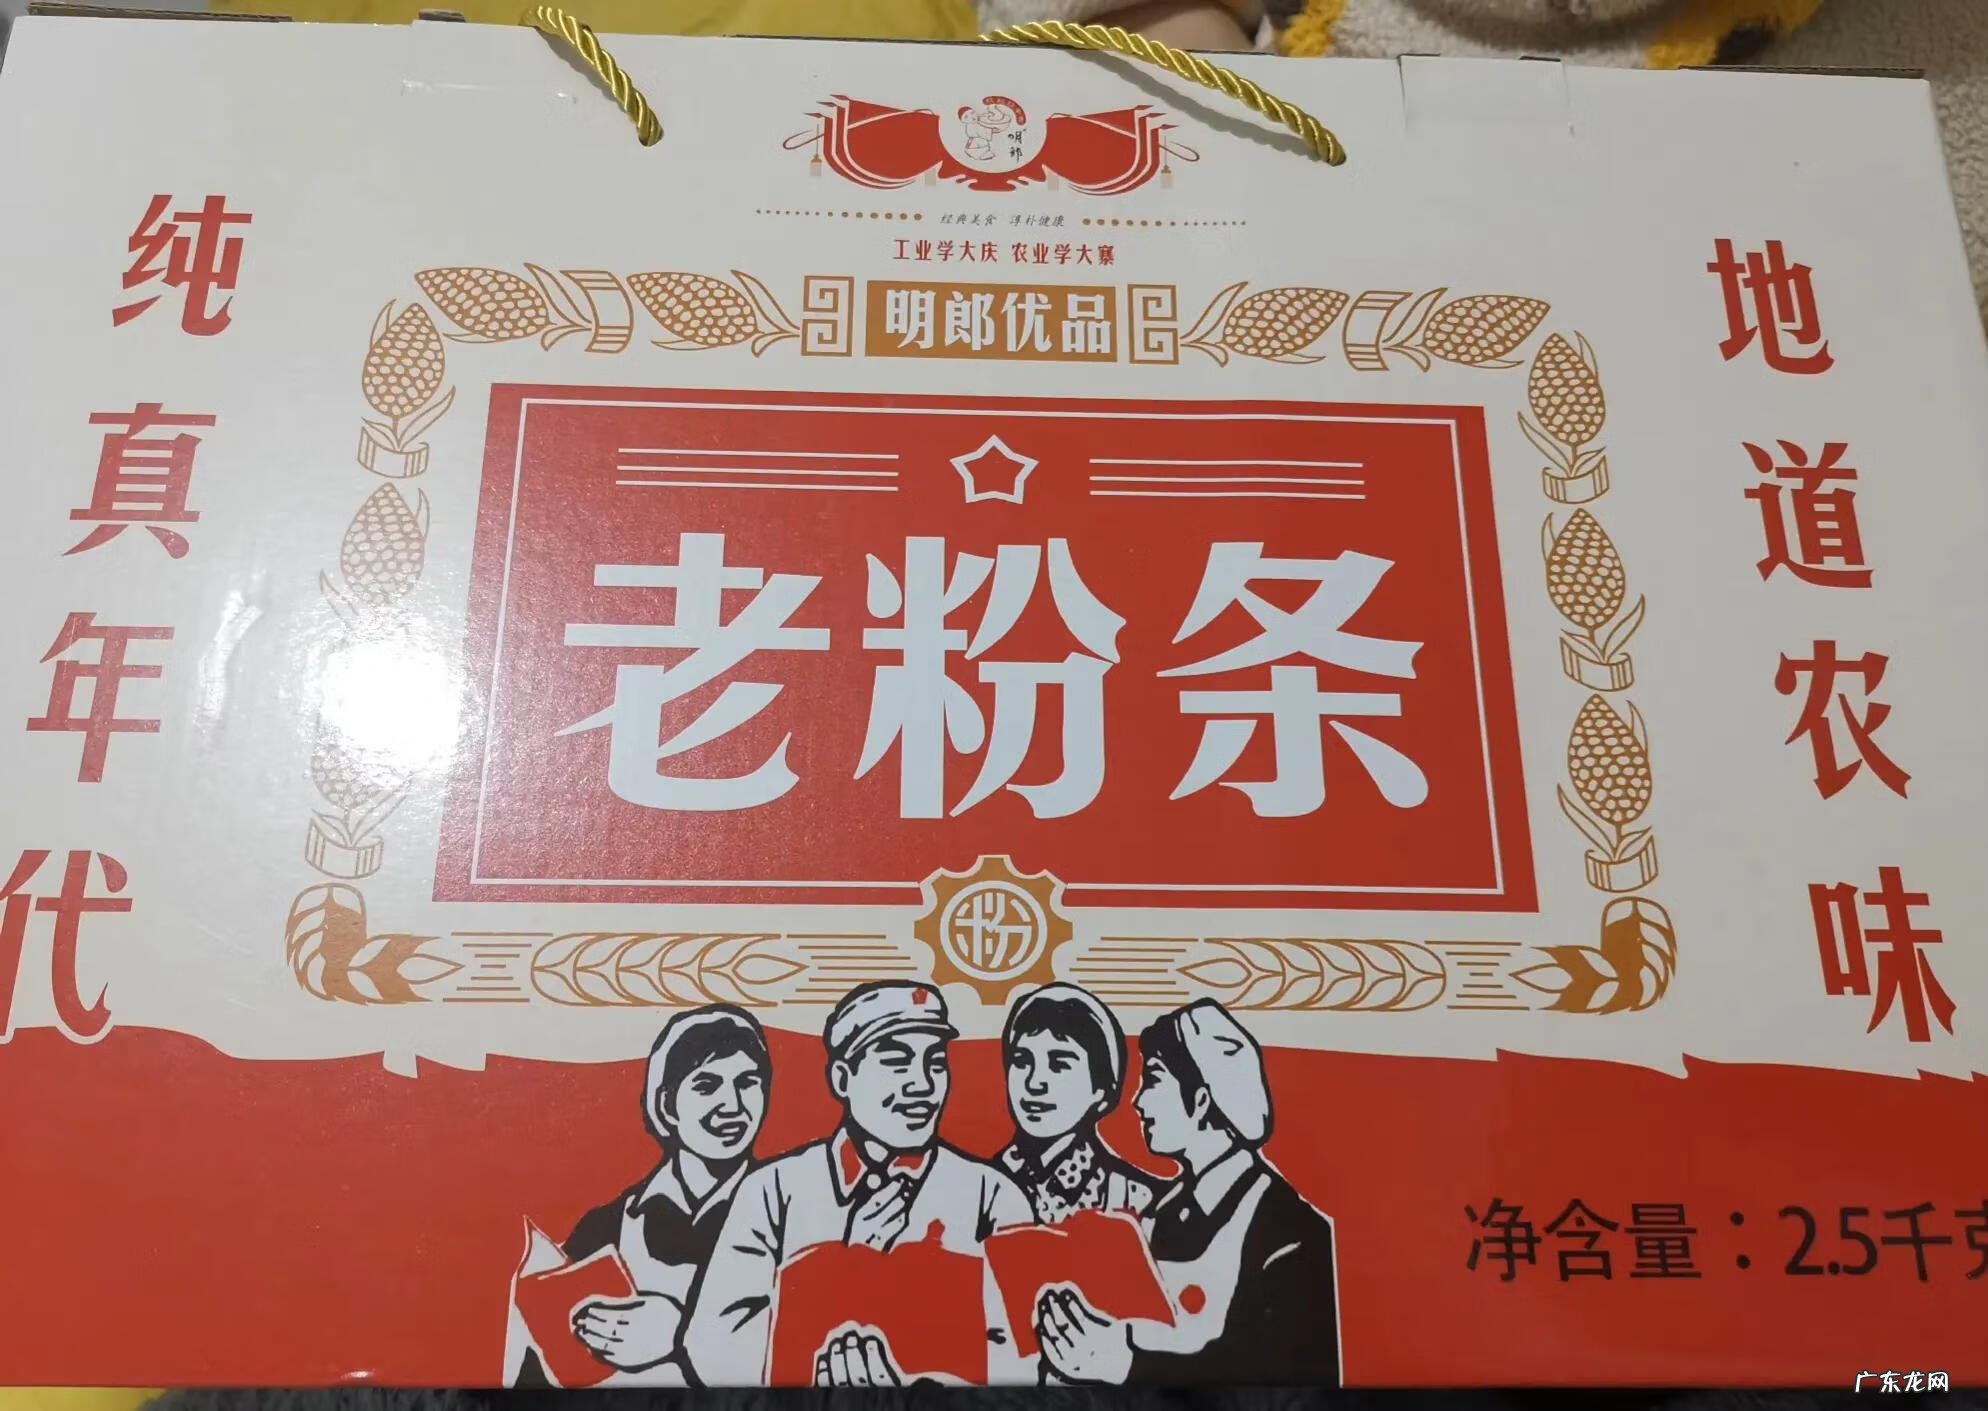 明郎
经典美食 淳朴健康
工业学大庆 农业学大寨
明郎优品
纯真年代
地道农味
老粉条
粉
净含量：2.5千克
广东龙网